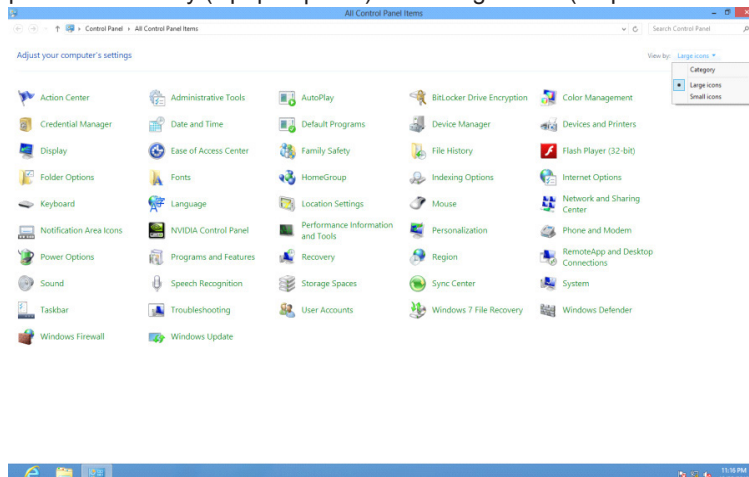 All Control Panel Items
Control Panel › All Control Panel Items
Search Control Panel
Adjust your computer's settings
View by: Large icons
Category
Large icons
Small icons
Action Center
Administrative Tools
AutoPlay
BitLocker Drive Encryption
Color Management
Credential Manager
Date and Time
Default Programs
Device Manager
Devices and Printers
Display
Ease of Access Center
Family Safety
File History
Flash Player (32-bit)
Folder Options
Fonts
HomeGroup
Indexing Options
Internet Options
Keyboard
Language
Location Settings
Mouse
Network and Sharing
Center
Notification Area Icons
NVIDIA Control Panel
Performance Information
and Tools
Personalization
Phone and Modem
Power Options
Programs and Features
Recovery
Region
RemoteApp and Desktop
Connections
Sound
Speech Recognition
Storage Spaces
Sync Center
System
Taskbar
Troubleshooting
User Accounts
Windows 7 File Recovery
Windows Defender
Windows Firewall
Windows Update
11:16 PM